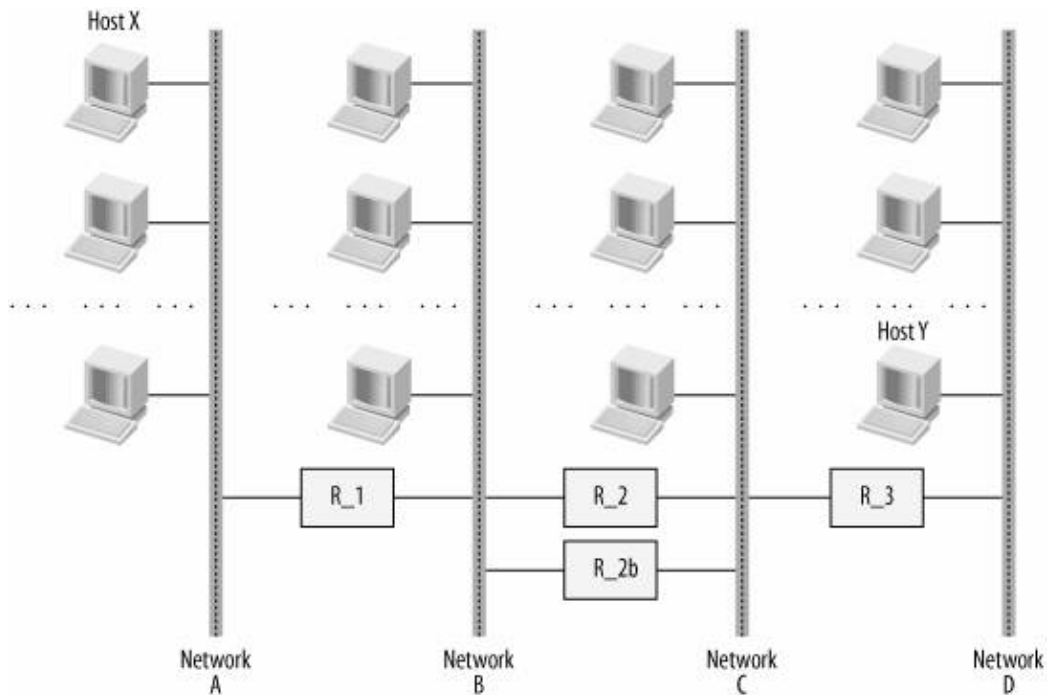 Host X
... ... ... ... ... ... ... ... ... ... ... ...
Host Y
R_1
R_2
R_3
R_2b
Network A
Network B
Network C
Network D